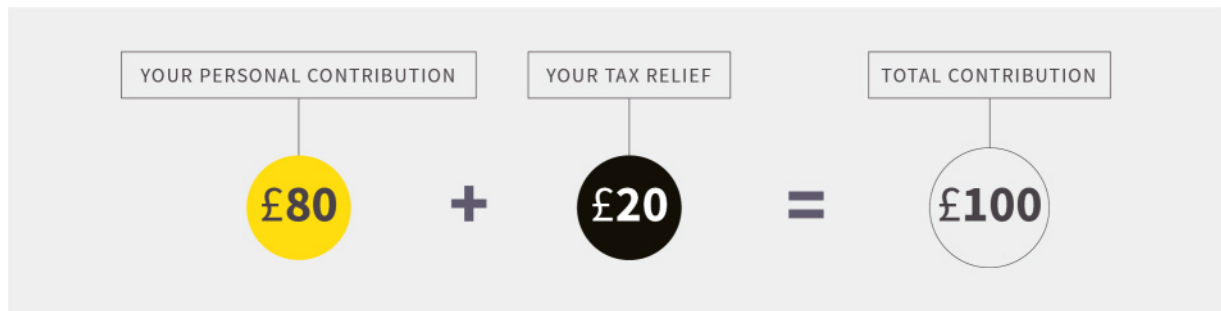 YOUR PERSONAL CONTRIBUTION
YOUR TAX RELIEF
TOTAL CONTRIBUTION
£80 + £20 = £100